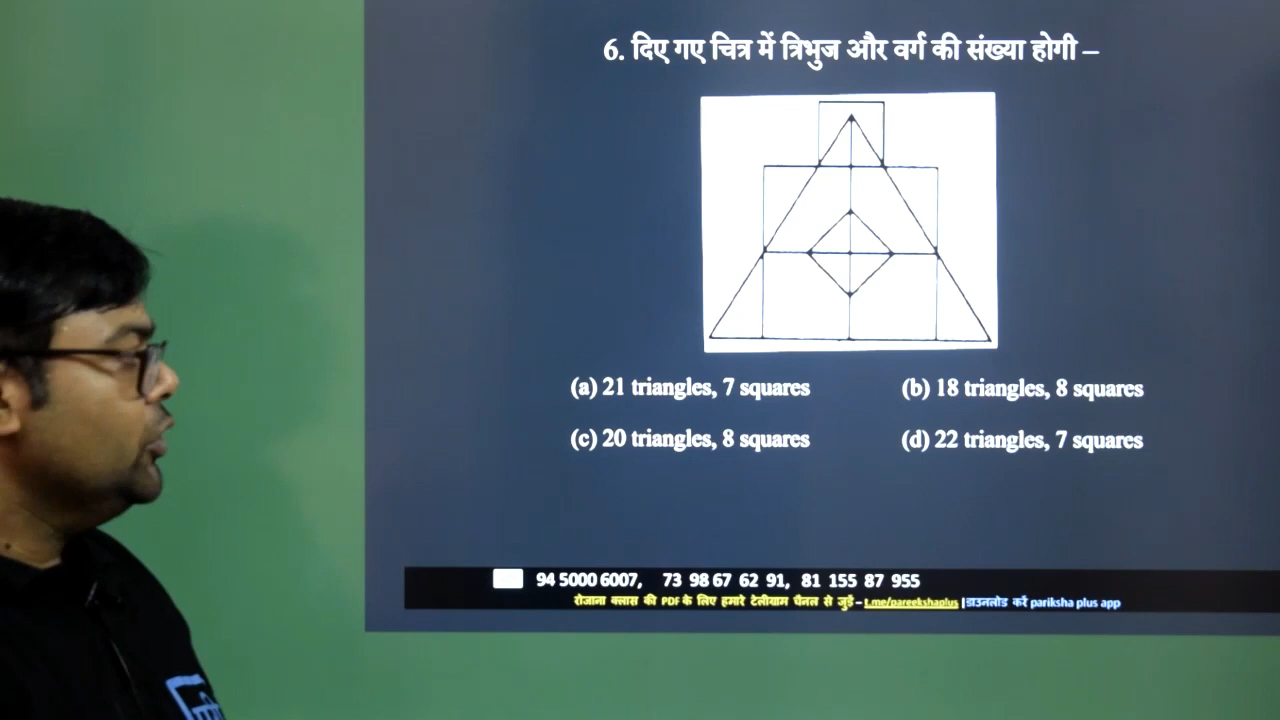 6. दिए गए चित्र में त्रिभुज और वर्ग की संख्या होगी –
(a) 21 triangles, 7 squares
(b) 18 triangles, 8 squares
(c) 20 triangles, 8 squares
(d) 22 triangles, 7 squares
94 5000 6007, 73 98 67 62 91, 81 155 87 955
रोजाना क्लास की PDF के लिए हमारे टेलीग्राम चैनल से जुड़ें – t.me/pareekshaplus | डाउनलोड करें pariksha plus app